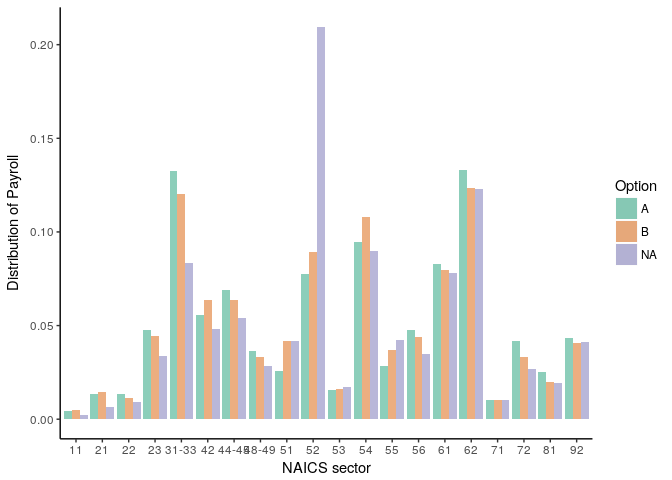 0.20
0.15
0.10
0.05
0.00
Distribution of Payroll
11 21 22 23 31-33 42 44-45 48-49 51 52 53 54 55 56 61 62 71 72 81 92
NAICS sector
Option
A
B
NA